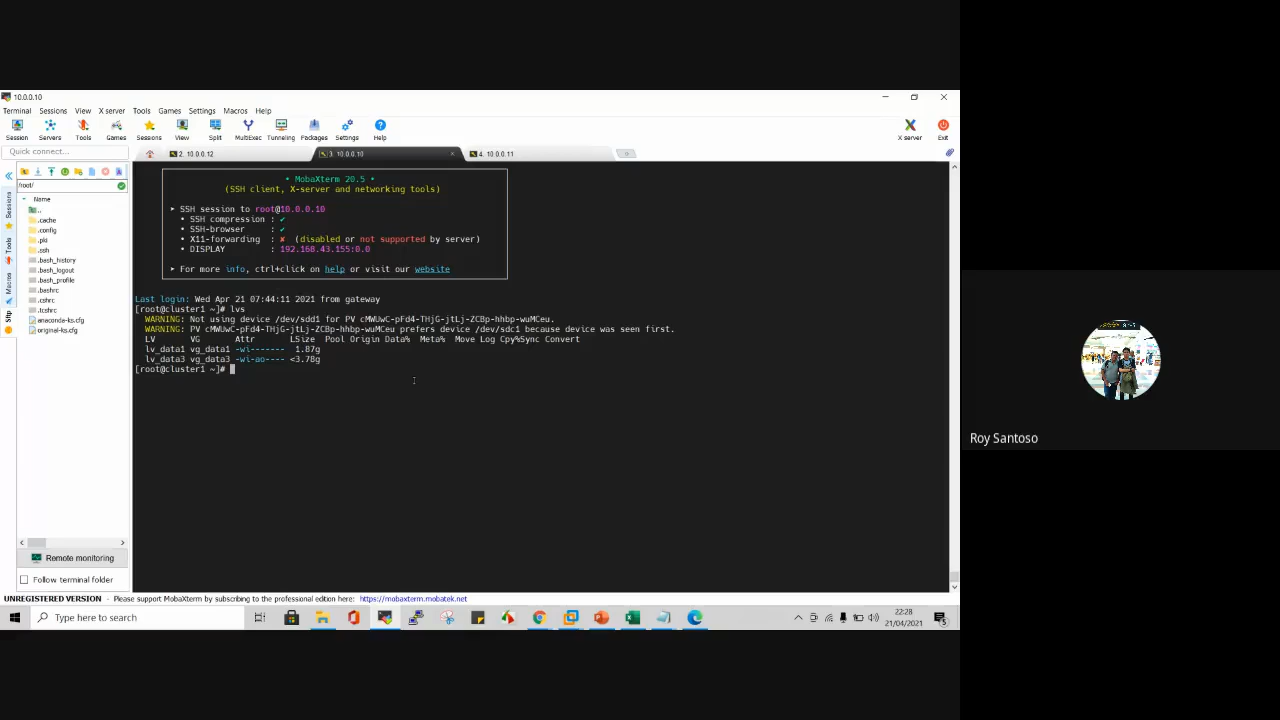 10.0.0.10
Terminal Sessions View X server Tools Games Settings Macros Help
Session Servers Tools Games Sessions View Split MultiExec Tunneling Packages Settings Help X server Exit
Quick connect...
2. 10.0.0.12
3. 10.0.0.10
4. 10.0.0.11
/root/
Name
..
.cache
.config
.pki
.ssh
.bash_history
.bash_logout
.bash_profile
.bashrc
.cshrc
.tcshrc
anaconda-ks.cfg
original-ks.cfg
Sessions
Tools
Macros
Sftp
Remote monitoring
Follow terminal folder
• MobaXterm 20.5 •
(SSH client, X-server and networking tools)
➤ SSH session to root@10.0.0.10
• SSH compression : ✔
• SSH-browser : ✔
• X11-forwarding : ✘ (disabled or not supported by server)
• DISPLAY : 192.168.43.155:0.0
➤ For more info, ctrl+click on help or visit our website
Last login: Wed Apr 21 07:44:11 2021 from gateway
[root@cluster1 ~]# lvs
WARNING: Not using device /dev/sdd1 for PV cMWUwC-pFd4-THjG-jtLj-ZCBp-hhbp-wuMCeu.
WARNING: PV cMWUwC-pFd4-THjG-jtLj-ZCBp-hhbp-wuMCeu prefers device /dev/sdc1 because device was seen first.
LV VG Attr LSize Pool Origin Data% Meta% Move Log Cpy%Sync Convert
lv_data1 vg_data1 -wi------- 1.87g
lv_data3 vg_data3 -wi-ao---- <3.78g
[root@cluster1 ~]#
UNREGISTERED VERSION - Please support MobaXterm by subscribing to the professional edition here: https://mobaxterm.mobatek.net
Type here to search
22:28
21/04/2021
5
Roy Santoso